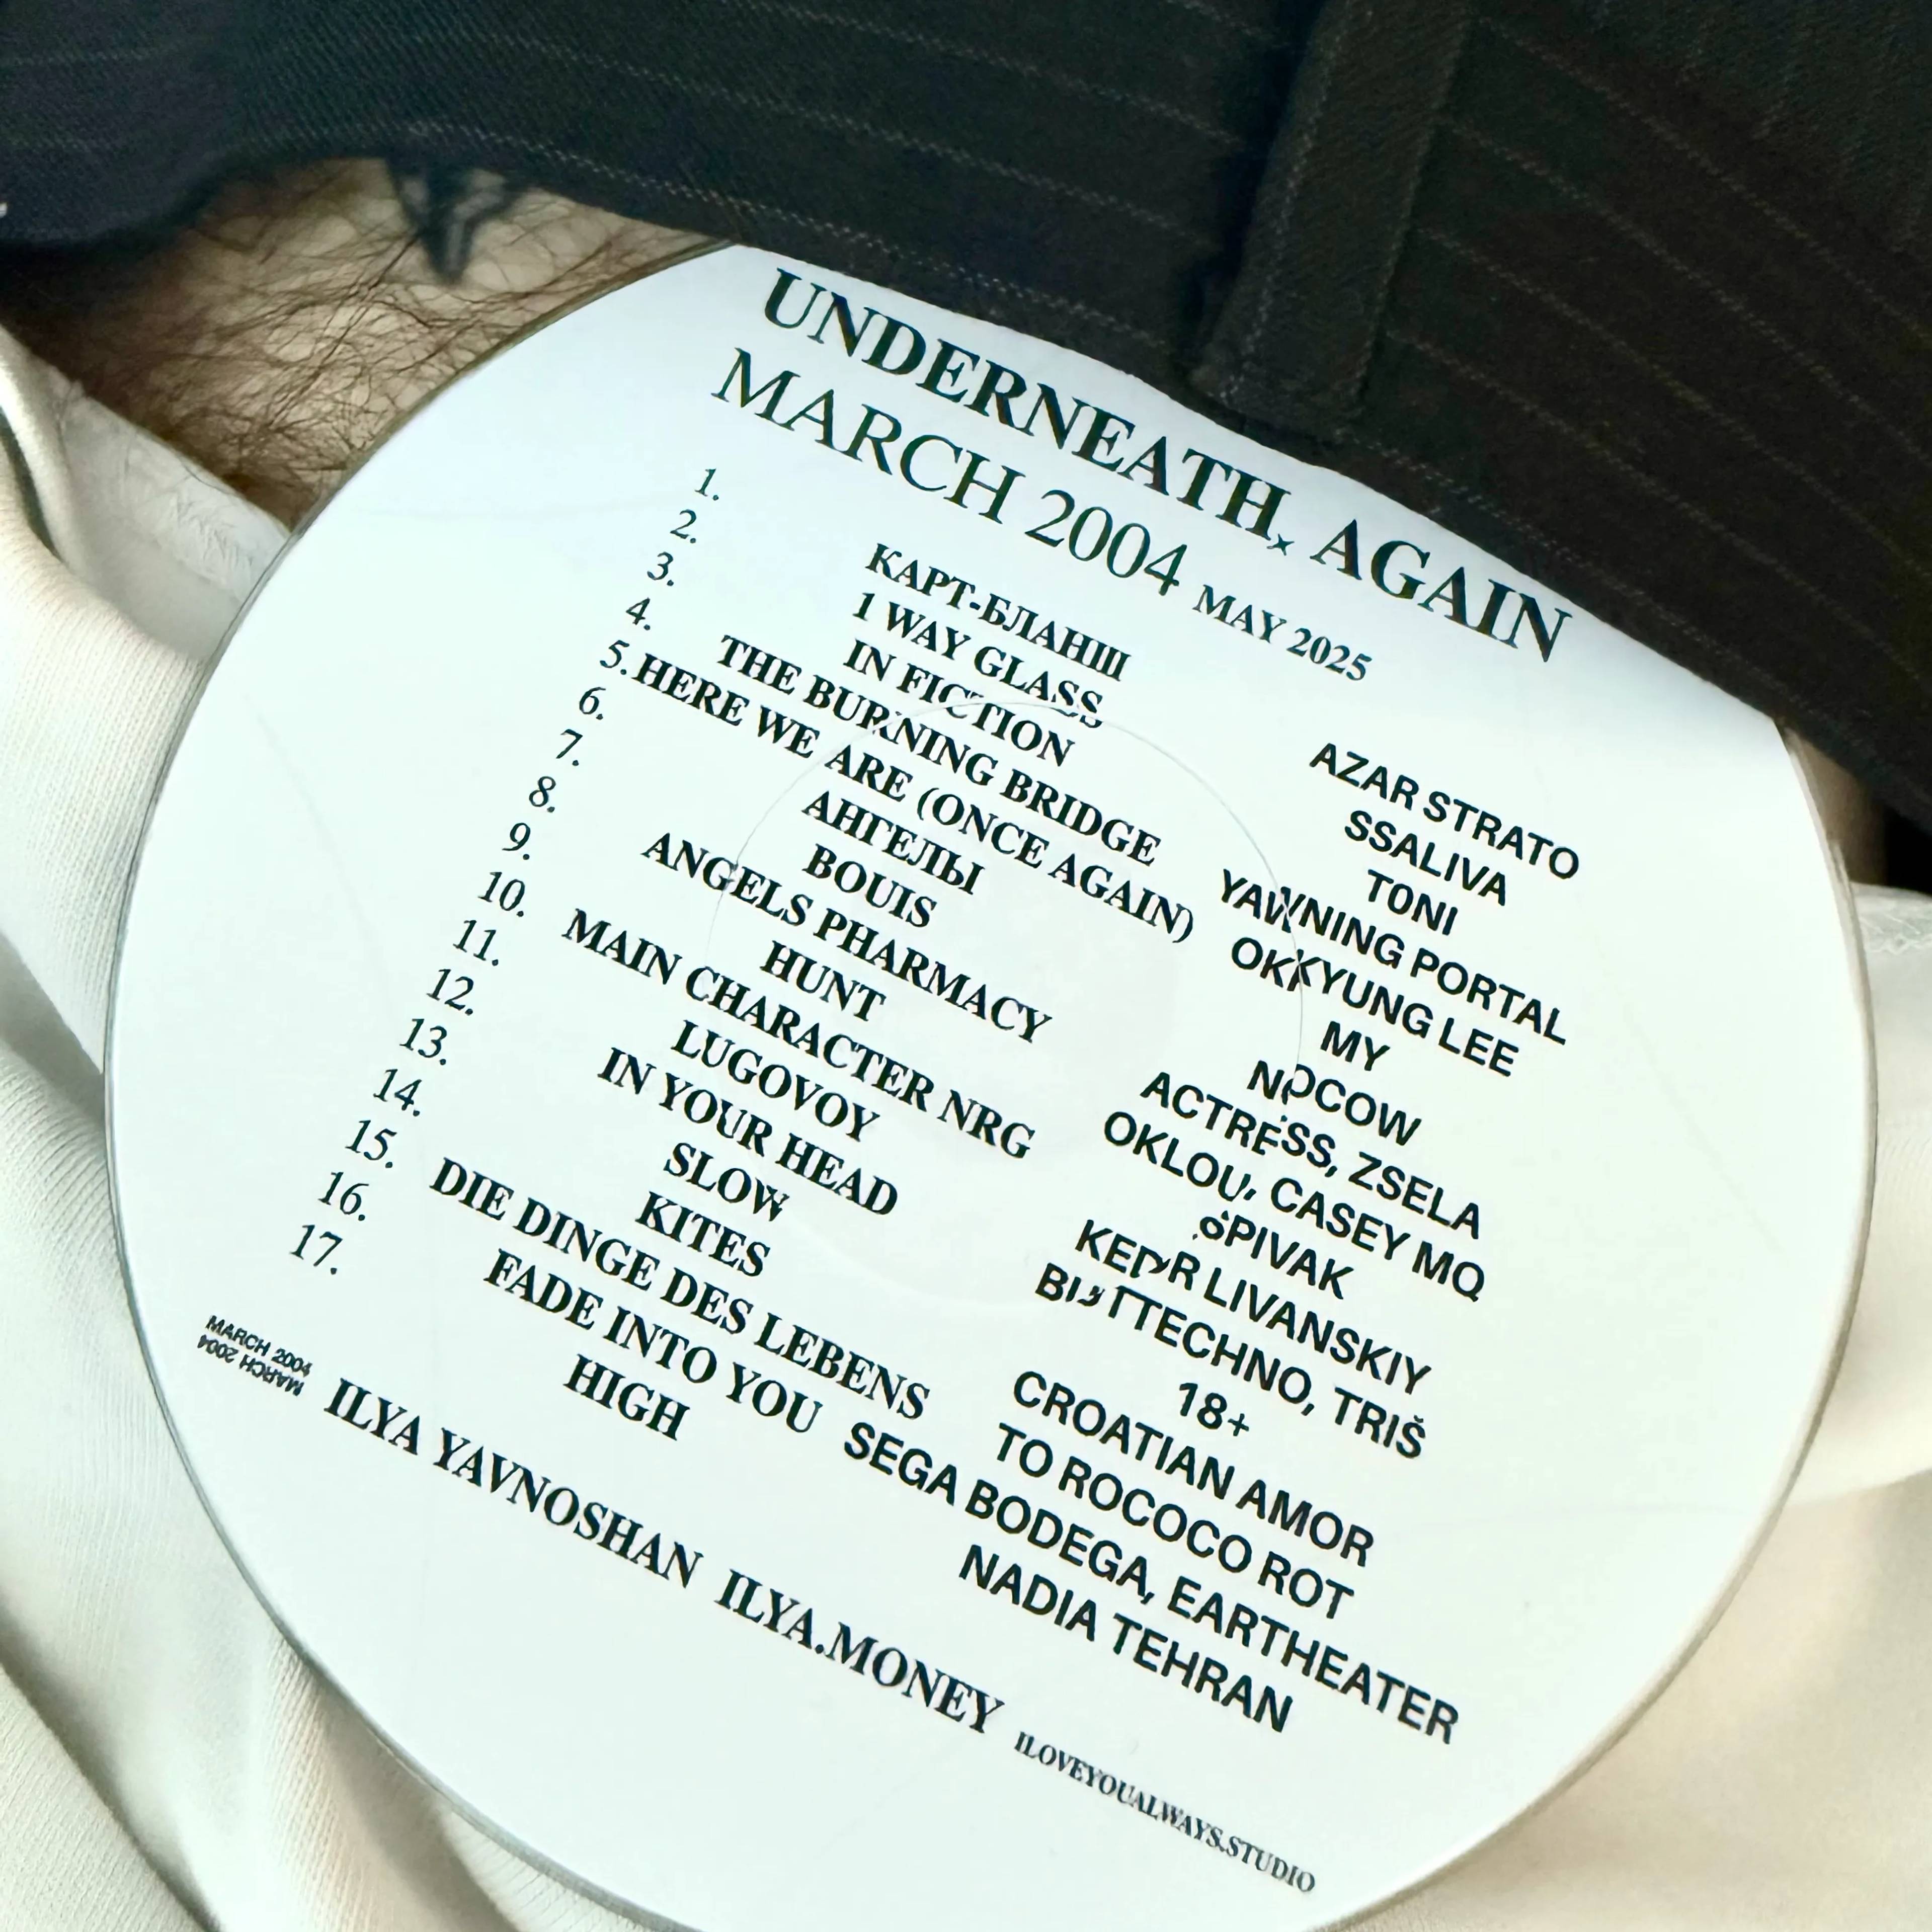 UNDERNEATH, AGAIN
MARCH 2004 MAY 2025
1. КАРТ-БЛАНШ AZAR STRATO
2. 1 WAY GLASS SSALIVA
3. IN FICTION T0NI
4. THE BURNING BRIDGE YAWNING PORTAL
5. HERE WE ARE (ONCE AGAIN) OKKYUNG LEE
6. АНГЕЛЫ MY
7. BOUIS NOCOW
8. ANGELS PHARMACY ACTRESS, ZSELA
9. HUNT OKLOU, CASEY MQ
10. MAIN CHARACTER NRG SPIVAK
11. LUGOVOY KEDR LIVANSKIY
12. IN YOUR HEAD BUTTECHNO, TRIŠ
13. SLOW 18+
14. KITES CROATIAN AMOR
15. DIE DINGE DES LEBENS TO ROCOCO ROT
16. FADE INTO YOU SEGA BODEGA, EARTHEATER
17. HIGH NADIA TEHRAN
MARCH 2004
MARCH 2004
ILYA YAVNOSHAN ILYA.MONEY ILOVEYOUALWAYS.STUDIO